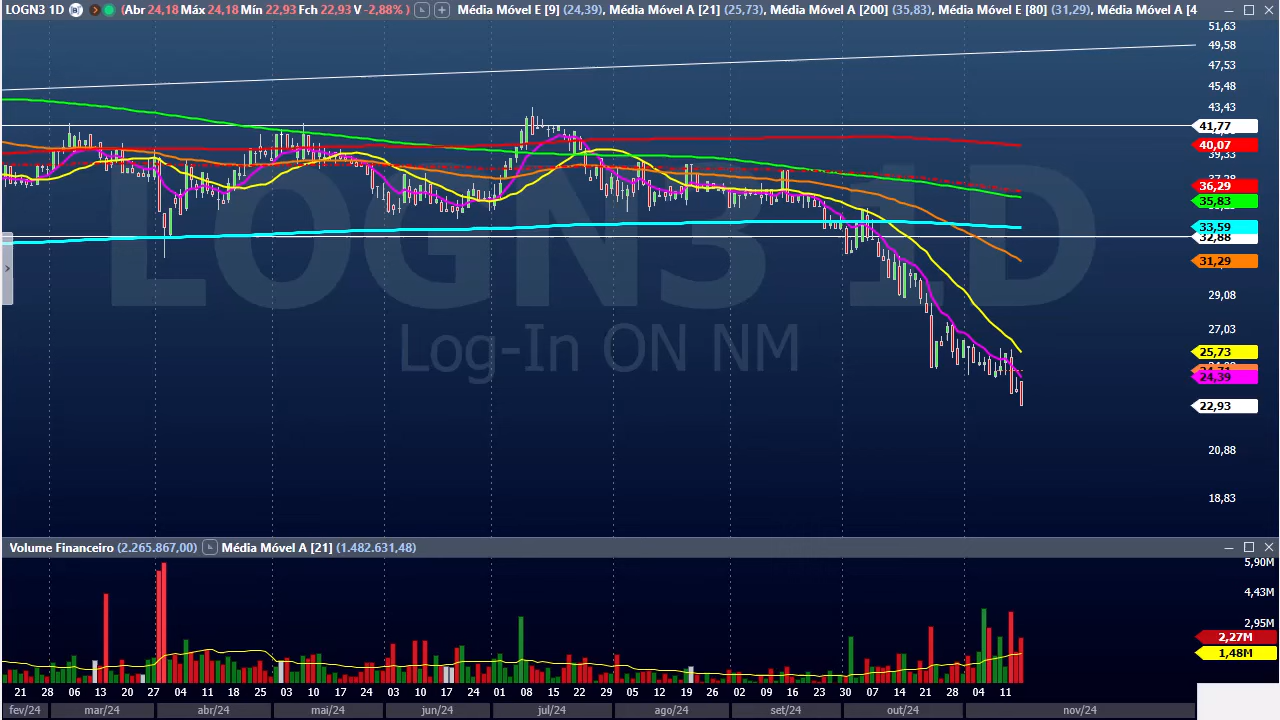 LOGN3 1D (Abr 24,18 Máx 24,18 Mín 22,93 Fch 22,93 V -2,88% ) Média Móvel E [9] (24,39), Média Móvel A [21] (25,73), Média Móvel A [200] (35,83), Média Móvel E [80] (31,29), Média Móvel A [4
51,63
49,58
47,53
45,48
43,43
41,77
40,07
39,33
36,29
35,83
33,59
32,88
31,29
29,08
27,03
25,73
24,39
22,93
20,88
18,83
LOGN3 1D
Log-In ON NM
Volume Financeiro (2.265.867,00) Média Móvel A [21] (1.482.631,48)
5,90M
4,43M
2,95M
2,27M
1,48M
21 28 06 13 20 27 04 11 18 25 03 10 17 24 03 10 17 24 01 08 15 22 29 05 12 19 26 02 09 16 23 30 07 14 21 28 04 11
fev/24 mar/24 abr/24 mai/24 jun/24 jul/24 ago/24 set/24 out/24 nov/24